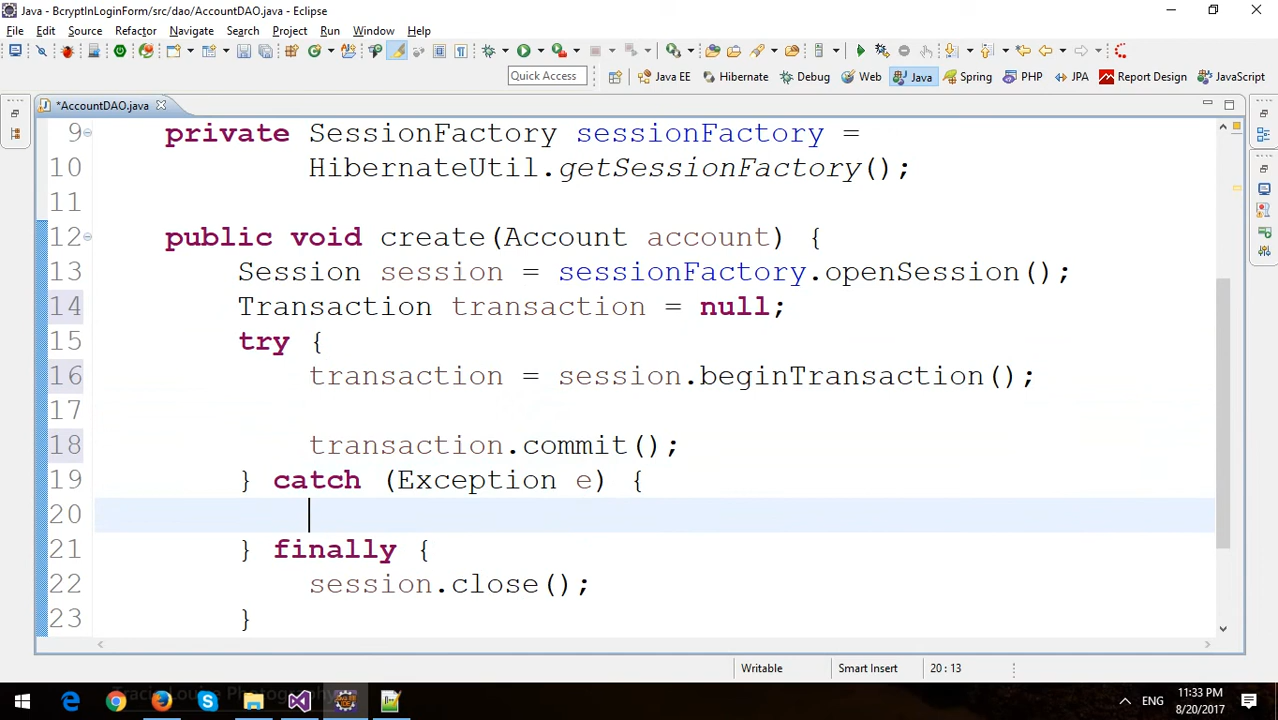 Java - BcryptInLoginForm/src/dao/AccountDAO.java - Eclipse
File Edit Source Refactor Navigate Search Project Run Window Help
Quick Access Java EE Hibernate Debug Web Java Spring PHP JPA Report Design JavaScript
*AccountDAO.java
9 private SessionFactory sessionFactory =
10 HibernateUtil.getSessionFactory();
11
12 public void create(Account account) {
13 Session session = sessionFactory.openSession();
14 Transaction transaction = null;
15 try {
16 transaction = session.beginTransaction();
17
18 transaction.commit();
19 } catch (Exception e) {
20
21 } finally {
22 session.close();
23 }
Writable Smart Insert 20 : 13
ENG 11:33 PM
8/20/2017